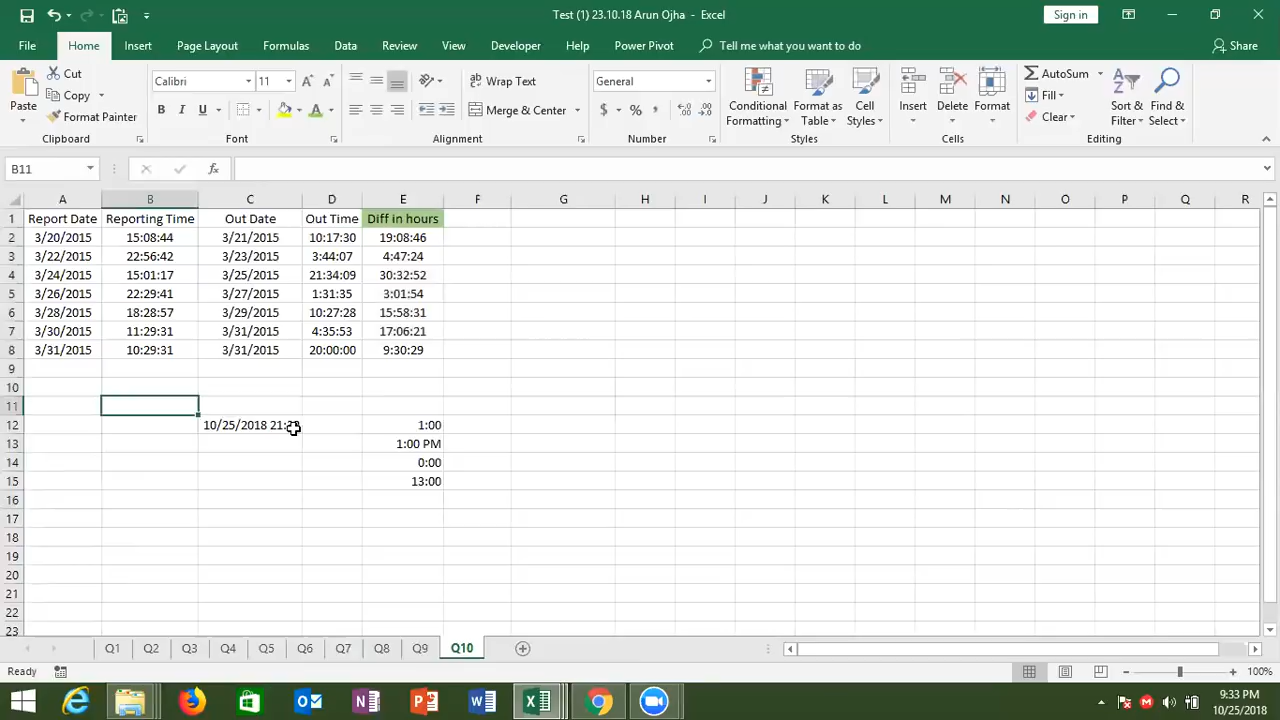 Test (1) 23.10.18 Arun Ojha - Excel
Sign in
File Home Insert Page Layout Formulas Data Review View Developer Help Power Pivot Tell me what you want to do Share
Paste
Cut
Copy
Format Painter
Clipboard
Calibri 11
B I U
Font
Wrap Text
Merge & Center
Alignment
General
$ %
Number
Conditional Formatting
Format as Table
Cell Styles
Styles
Insert Delete Format
Cells
AutoSum
Fill
Clear
Sort & Filter
Find & Select
Editing
B11 fx
A B C D E F G H I J K L M N O P Q R
1 Report Date Reporting Time Out Date Out Time Diff in hours
2 3/20/2015 15:08:44 3/21/2015 10:17:30 19:08:46
3 3/22/2015 22:56:42 3/23/2015 3:44:07 4:47:24
4 3/24/2015 15:01:17 3/25/2015 21:34:09 30:32:52
5 3/26/2015 22:29:41 3/27/2015 1:31:35 3:01:54
6 3/28/2015 18:28:57 3/29/2015 10:27:28 15:58:31
7 3/30/2015 11:29:31 3/31/2015 4:35:53 17:06:21
8 3/31/2015 10:29:31 3/31/2015 20:00:00 9:30:29
9
10
11
12 10/25/2018 1:00
13 1:00 PM
14 0:00
15 13:00
16
17
18
19
20
21
22
23
Q1 Q2 Q3 Q4 Q5 Q6 Q7 Q8 Q9 Q10
Ready 100%
9:33 PM
10/25/2018